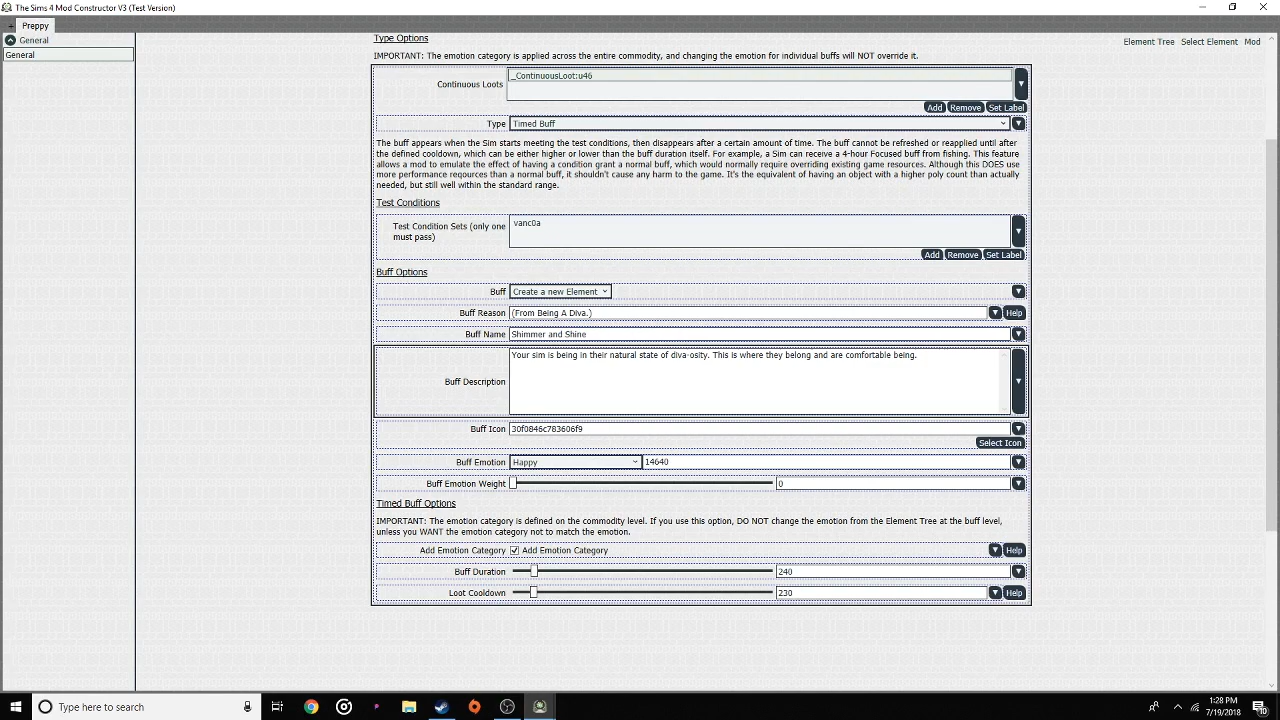 The Sims 4 Mod Constructor V3 (Test Version)
+ Preppy
General
General
Element Tree Select Element Mod
Type Options
IMPORTANT: The emotion category is applied across the entire commodity, and changing the emotion for individual buffs will NOT override it.
Continuous Loots
_ContinuousLoot:u46
Add Remove Set Label
Type Timed Buff
The buff appears when the Sim starts meeting the test conditions, then disappears after a certain amount of time. The buff cannot be refreshed or reapplied until after
the defined cooldown, which can be either higher or lower than the buff duration itself. For example, a Sim can receive a 4-hour Focused buff from fishing. This feature
allows a mod to emulate the effect of having a condition grant a normal buff, which would normally require overriding existing game resources. Although this DOES use
more performance reqources than a normal buff, it shouldn't cause any harm to the game. It's the equivalent of having an object with a higher poly count than actually
needed, but still well within the standard range.
Test Conditions
Test Condition Sets (only one
must pass)
vanc0a
Add Remove Set Label
Buff Options
Buff Create a new Element
Buff Reason (From Being A Diva.) Help
Buff Name Shimmer and Shine
Buff Description
Your sim is being in their natural state of diva-osity. This is where they belong and are comfortable being.
Buff Icon 30f0846c783606f9
Select Icon
Buff Emotion Happy 14640
Buff Emotion Weight 0
Timed Buff Options
IMPORTANT: The emotion category is defined on the commodity level. If you use this option, DO NOT change the emotion from the Element Tree at the buff level,
unless you WANT the emotion category not to match the emotion.
Add Emotion Category Add Emotion Category Help
Buff Duration 240
Loot Cooldown 230 Help
Type here to search
1:28 PM
7/19/2018
10